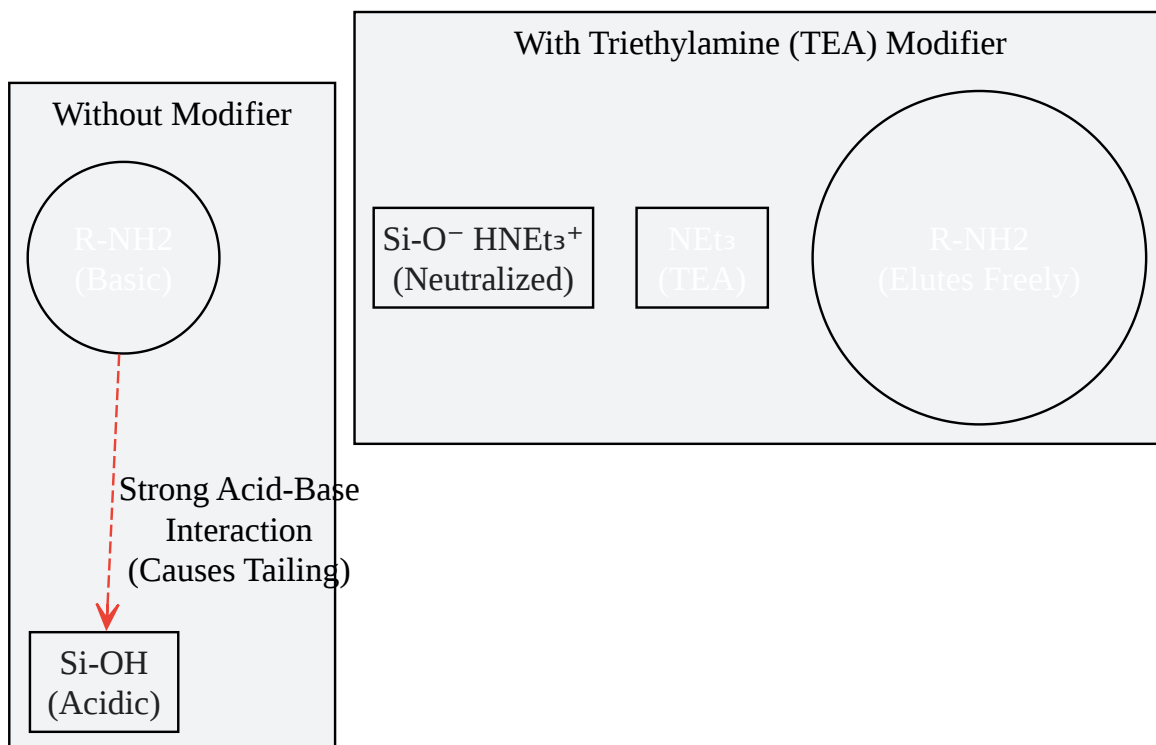 Without Modifier
R-NH2
(Basic)
Strong Acid-Base
Interaction
(Causes Tailing)
Si-OH
(Acidic)
With Triethylamine (TEA) Modifier
Si-O⁻ HNEt₃⁺
(Neutralized)
NEt₃
(TEA)
R-NH2
(Elutes Freely)